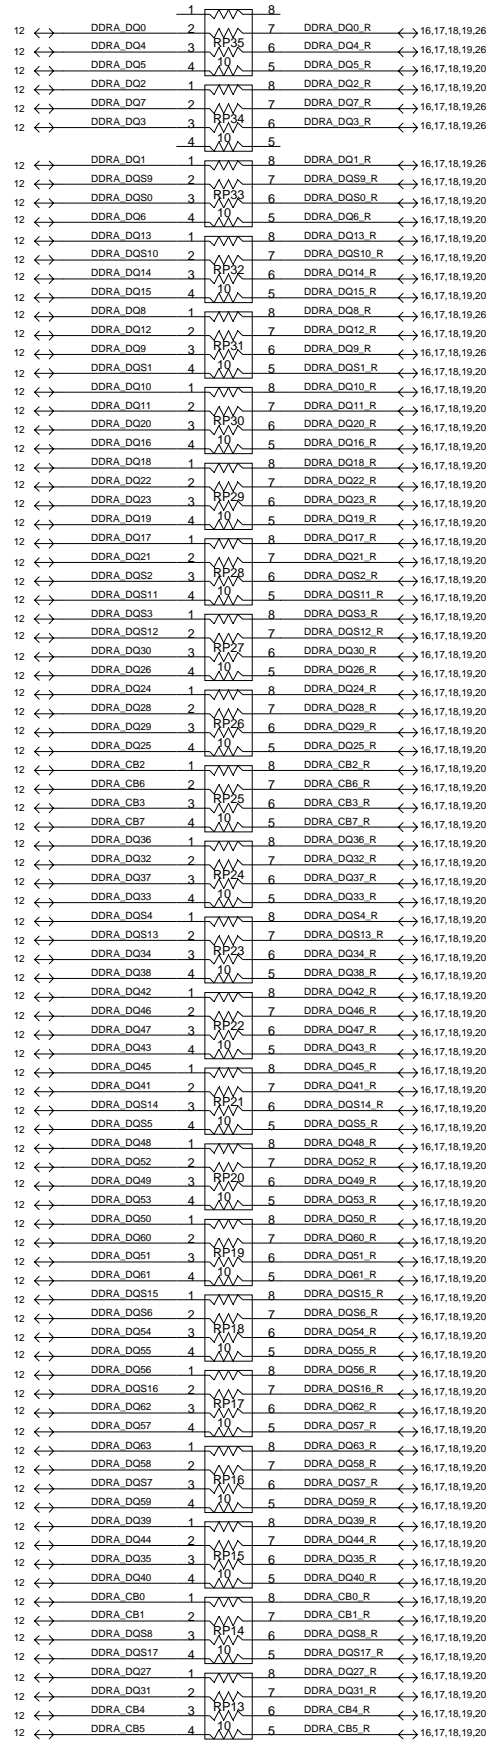 1 8
12 DDRA_DQ0 2 7 DDRA_DQ0_R 16,17,18,19,26
RP35
12 DDRA_DQ4 3 6 DDRA_DQ4_R 16,17,18,19,26
10
12 DDRA_DQ5 4 5 DDRA_DQ5_R 16,17,18,19,20
12 DDRA_DQ2 1 8 DDRA_DQ2_R 16,17,18,19,20
12 DDRA_DQ7 2 7 DDRA_DQ7_R 16,17,18,19,26
RP34
12 DDRA_DQ3 3 6 DDRA_DQ3_R 16,17,18,19,26
10
4 5
12 DDRA_DQ1 1 8 DDRA_DQ1_R 16,17,18,19,26
12 DDRA_DQS9 2 7 DDRA_DQS9_R 16,17,18,19,20
RP33
12 DDRA_DQS0 3 6 DDRA_DQS0_R 16,17,18,19,20
10
12 DDRA_DQ6 4 5 DDRA_DQ6_R 16,17,18,19,20
12 DDRA_DQ13 1 8 DDRA_DQ13_R 16,17,18,19,20
12 DDRA_DQS10 2 7 DDRA_DQS10_R 16,17,18,19,20
RP32
12 DDRA_DQ14 3 6 DDRA_DQ14_R 16,17,18,19,20
10
12 DDRA_DQ15 4 5 DDRA_DQ15_R 16,17,18,19,20
12 DDRA_DQ8 1 8 DDRA_DQ8_R 16,17,18,19,26
12 DDRA_DQ12 2 7 DDRA_DQ12_R 16,17,18,19,20
RP31
12 DDRA_DQ9 3 6 DDRA_DQ9_R 16,17,18,19,26
10
12 DDRA_DQS1 4 5 DDRA_DQS1_R 16,17,18,19,20
12 DDRA_DQ10 1 8 DDRA_DQ10_R 16,17,18,19,20
12 DDRA_DQ11 2 7 DDRA_DQ11_R 16,17,18,19,20
RP30
12 DDRA_DQ20 3 6 DDRA_DQ20_R 16,17,18,19,20
10
12 DDRA_DQ16 4 5 DDRA_DQ16_R 16,17,18,19,20
12 DDRA_DQ18 1 8 DDRA_DQ18_R 16,17,18,19,20
12 DDRA_DQ22 2 7 DDRA_DQ22_R 16,17,18,19,20
RP29
12 DDRA_DQ23 3 6 DDRA_DQ23_R 16,17,18,19,20
10
12 DDRA_DQ19 4 5 DDRA_DQ19_R 16,17,18,19,20
12 DDRA_DQ17 1 8 DDRA_DQ17_R 16,17,18,19,20
12 DDRA_DQ21 2 7 DDRA_DQ21_R 16,17,18,19,20
RP28
12 DDRA_DQS2 3 6 DDRA_DQS2_R 16,17,18,19,20
10
12 DDRA_DQS11 4 5 DDRA_DQS11_R 16,17,18,19,20
12 DDRA_DQS3 1 8 DDRA_DQS3_R 16,17,18,19,20
12 DDRA_DQS12 2 7 DDRA_DQS12_R 16,17,18,19,20
RP27
12 DDRA_DQ30 3 6 DDRA_DQ30_R 16,17,18,19,20
10
12 DDRA_DQ26 4 5 DDRA_DQ26_R 16,17,18,19,20
12 DDRA_DQ24 1 8 DDRA_DQ24_R 16,17,18,19,20
12 DDRA_DQ28 2 7 DDRA_DQ28_R 16,17,18,19,20
RP26
12 DDRA_DQ29 3 6 DDRA_DQ29_R 16,17,18,19,20
10
12 DDRA_DQ25 4 5 DDRA_DQ25_R 16,17,18,19,20
12 DDRA_CB2 1 8 DDRA_CB2_R 16,17,18,19,20
12 DDRA_CB6 2 7 DDRA_CB6_R 16,17,18,19,20
RP25
12 DDRA_CB3 3 6 DDRA_CB3_R 16,17,18,19,20
10
12 DDRA_CB7 4 5 DDRA_CB7_R 16,17,18,19,20
12 DDRA_DQ36 1 8 DDRA_DQ36_R 16,17,18,19,20
12 DDRA_DQ32 2 7 DDRA_DQ32_R 16,17,18,19,20
RP24
12 DDRA_DQ37 3 6 DDRA_DQ37_R 16,17,18,19,20
10
12 DDRA_DQ33 4 5 DDRA_DQ33_R 16,17,18,19,20
12 DDRA_DQS4 1 8 DDRA_DQS4_R 16,17,18,19,20
12 DDRA_DQS13 2 7 DDRA_DQS13_R 16,17,18,19,20
RP23
12 DDRA_DQ34 3 6 DDRA_DQ34_R 16,17,18,19,20
10
12 DDRA_DQ38 4 5 DDRA_DQ38_R 16,17,18,19,20
12 DDRA_DQ42 1 8 DDRA_DQ42_R 16,17,18,19,20
12 DDRA_DQ46 2 7 DDRA_DQ46_R 16,17,18,19,20
RP22
12 DDRA_DQ47 3 6 DDRA_DQ47_R 16,17,18,19,20
10
12 DDRA_DQ43 4 5 DDRA_DQ43_R 16,17,18,19,20
12 DDRA_DQ45 1 8 DDRA_DQ45_R 16,17,18,19,20
12 DDRA_DQ41 2 7 DDRA_DQ41_R 16,17,18,19,20
RP21
12 DDRA_DQS14 3 6 DDRA_DQS14_R 16,17,18,19,20
10
12 DDRA_DQS5 4 5 DDRA_DQS5_R 16,17,18,19,20
12 DDRA_DQ48 1 8 DDRA_DQ48_R 16,17,18,19,20
12 DDRA_DQ52 2 7 DDRA_DQ52_R 16,17,18,19,20
RP20
12 DDRA_DQ49 3 6 DDRA_DQ49_R 16,17,18,19,20
10
12 DDRA_DQ53 4 5 DDRA_DQ53_R 16,17,18,19,20
12 DDRA_DQ50 1 8 DDRA_DQ50_R 16,17,18,19,20
12 DDRA_DQ60 2 7 DDRA_DQ60_R 16,17,18,19,20
RP19
12 DDRA_DQ51 3 6 DDRA_DQ51_R 16,17,18,19,20
10
12 DDRA_DQ61 4 5 DDRA_DQ61_R 16,17,18,19,20
12 DDRA_DQS15 1 8 DDRA_DQS15_R 16,17,18,19,20
12 DDRA_DQS6 2 7 DDRA_DQS6_R 16,17,18,19,20
RP18
12 DDRA_DQ54 3 6 DDRA_DQ54_R 16,17,18,19,20
10
12 DDRA_DQ55 4 5 DDRA_DQ55_R 16,17,18,19,20
12 DDRA_DQ56 1 8 DDRA_DQ56_R 16,17,18,19,20
12 DDRA_DQS16 2 7 DDRA_DQS16_R 16,17,18,19,20
RP17
12 DDRA_DQ62 3 6 DDRA_DQ62_R 16,17,18,19,20
10
12 DDRA_DQ57 4 5 DDRA_DQ57_R 16,17,18,19,20
12 DDRA_DQ63 1 8 DDRA_DQ63_R 16,17,18,19,20
12 DDRA_DQ58 2 7 DDRA_DQ58_R 16,17,18,19,20
RP16
12 DDRA_DQS7 3 6 DDRA_DQS7_R 16,17,18,19,20
10
12 DDRA_DQ59 4 5 DDRA_DQ59_R 16,17,18,19,20
12 DDRA_DQ39 1 8 DDRA_DQ39_R 16,17,18,19,20
12 DDRA_DQ44 2 7 DDRA_DQ44_R 16,17,18,19,20
RP15
12 DDRA_DQ35 3 6 DDRA_DQ35_R 16,17,18,19,20
10
12 DDRA_DQ40 4 5 DDRA_DQ40_R 16,17,18,19,20
12 DDRA_CB0 1 8 DDRA_CB0_R 16,17,18,19,20
12 DDRA_CB1 2 7 DDRA_CB1_R 16,17,18,19,20
RP14
12 DDRA_DQS8 3 6 DDRA_DQS8_R 16,17,18,19,20
10
12 DDRA_DQS17 4 5 DDRA_DQS17_R 16,17,18,19,20
12 DDRA_DQ27 1 8 DDRA_DQ27_R 16,17,18,19,20
12 DDRA_DQ31 2 7 DDRA_DQ31_R 16,17,18,19,20
RP13
12 DDRA_CB4 3 6 DDRA_CB4_R 16,17,18,19,20
10
12 DDRA_CB5 4 5 DDRA_CB5_R 16,17,18,19,20